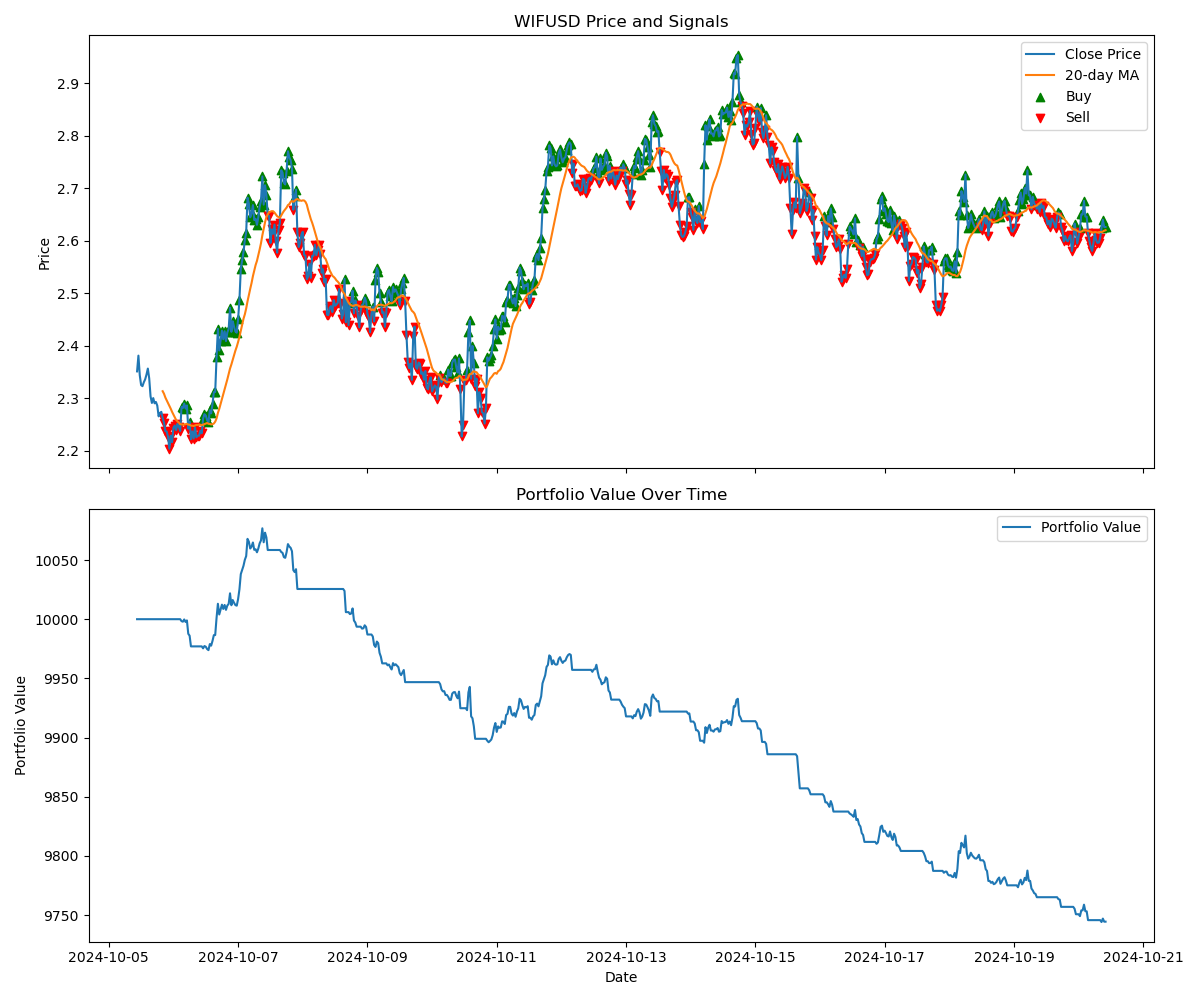 WIFUSD Price and Signals
Price
2.9
2.8
2.7
2.6
2.5
2.4
2.3
2.2
Close Price
20-day MA
Buy
Sell
Portfolio Value Over Time
Portfolio Value
10050
10000
9950
9900
9850
9800
9750
Portfolio Value
2024-10-05 2024-10-07 2024-10-09 2024-10-11 2024-10-13 2024-10-15 2024-10-17 2024-10-19 2024-10-21
Date